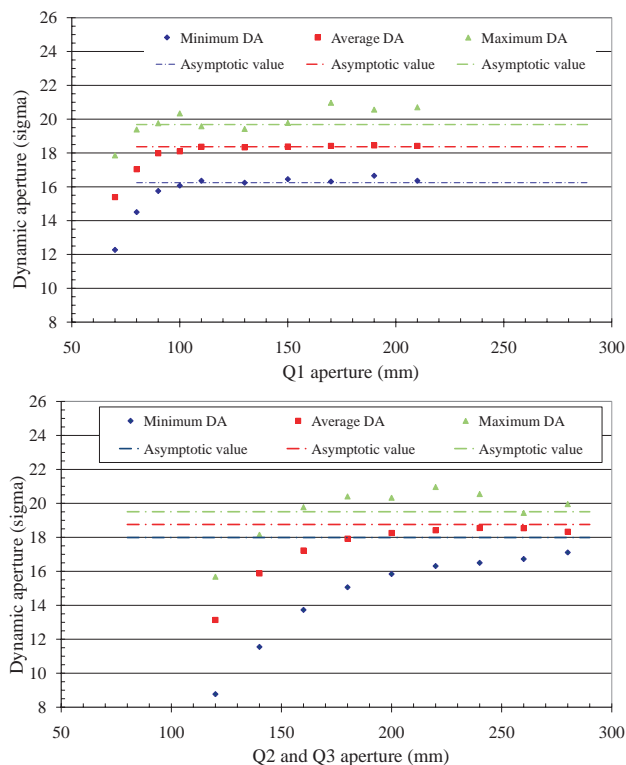 26
24
22
20
18
16
14
12
10
8
Dynamic aperture (sigma)
Minimum DA Average DA Maximum DA
Asymptotic value Asymptotic value Asymptotic value
50 100 150 200 250 300
Q1 aperture (mm)
26
24
22
20
18
16
14
12
10
8
Dynamic aperture (sigma)
Minimum DA Average DA Maximum DA
Asymptotic value Asymptotic value Asymptotic value
50 100 150 200 250 300
Q2 and Q3 aperture (mm)